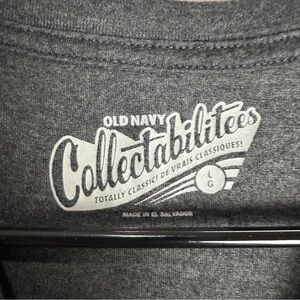 OLD NAVY
Collectabilitees
TOTALLY CLASSIC! DE VRAIS CLASSIQUES!
L
G
MADE IN EL SALVADOR